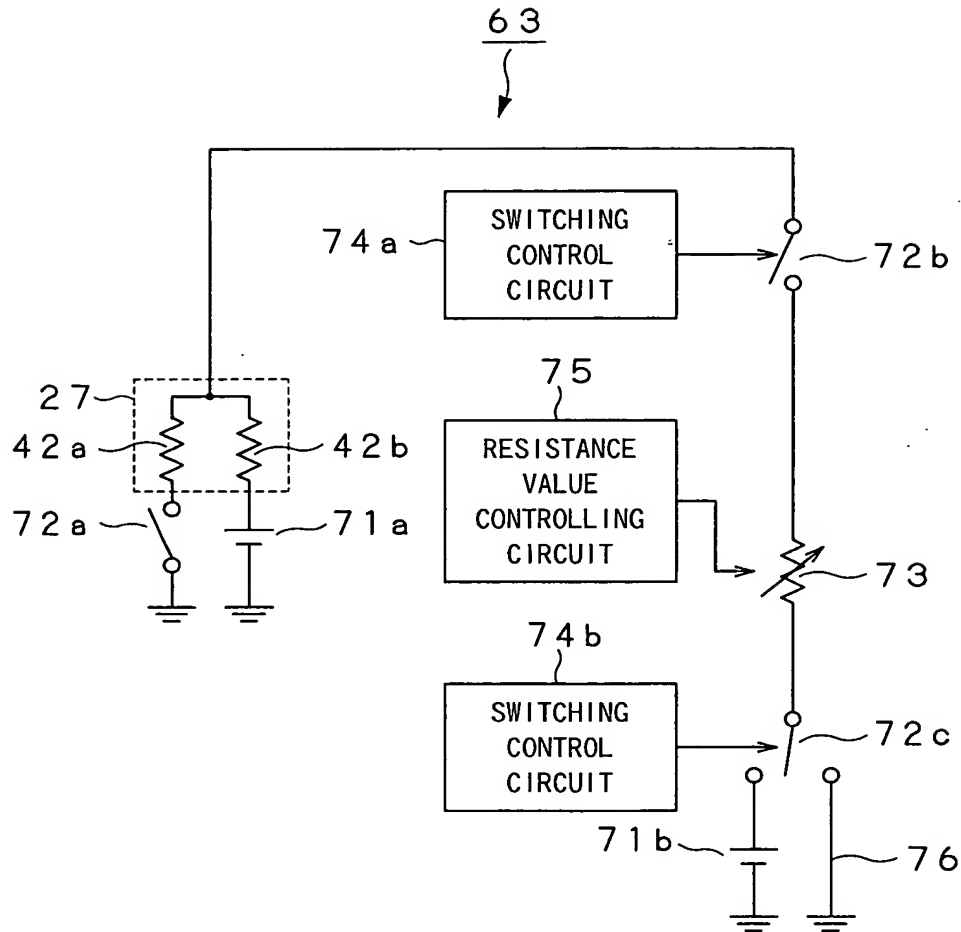 63
74a
SWITCHING
CONTROL
CIRCUIT
72b
27
42a
42b
75
RESISTANCE
VALUE
CONTROLLING
CIRCUIT
72a
71a
73
74b
SWITCHING
CONTROL
CIRCUIT
72c
71b
76